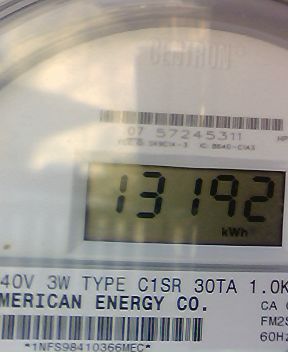 CENTRON®
07 57245311
13192
kWh
40V 3W TYPE C1SR 30TA 1.0K
MERICAN ENERGY CO.
CA
FM2S
60HZ
*1NFS98410366MEC*